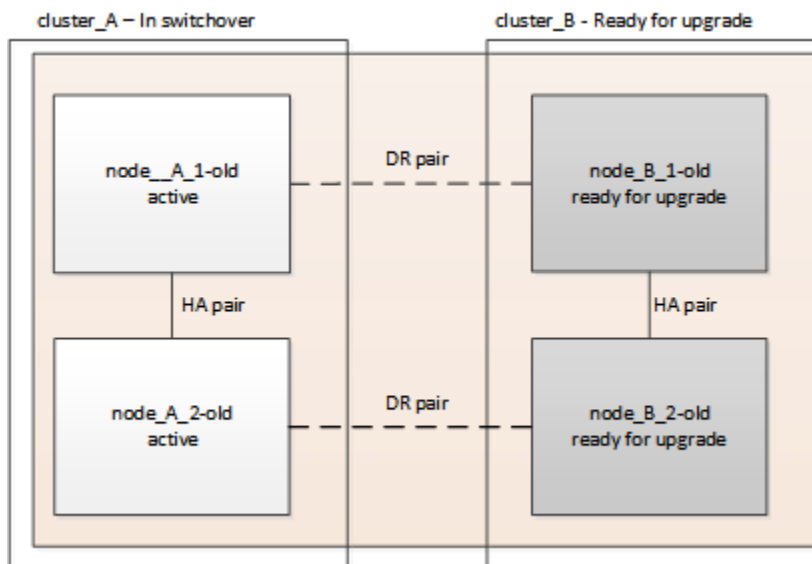 cluster_A – In switchover
cluster_B - Ready for upgrade
node__A_1-old
active
DR pair
node_B_1-old
ready for upgrade
HA pair
HA pair
node_A_2-old
active
DR pair
node_B_2-old
ready for upgrade